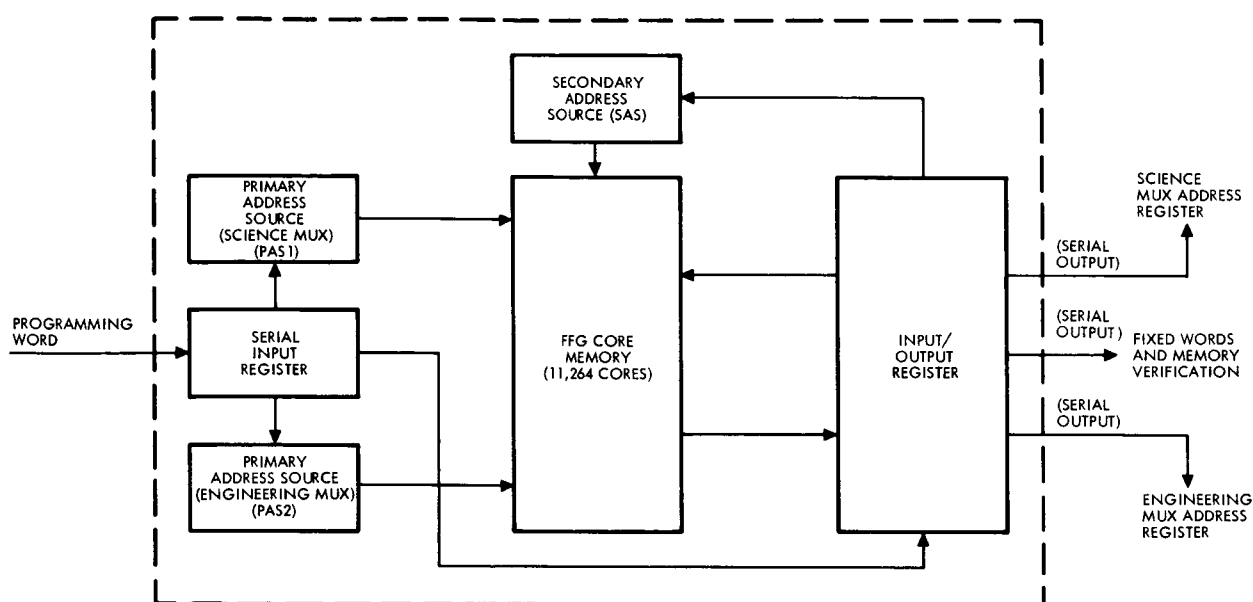 SECONDARY
ADDRESS
SOURCE (SAS)
PRIMARY
ADDRESS
SOURCE
(SCIENCE MUX)
(PAS1)
PROGRAMMING
WORD
SERIAL
INPUT
REGISTER
PRIMARY
ADDRESS SOURCE
(ENGINEERING MUX)
(PAS2)
FFG CORE
MEMORY
(11,264 CORES)
INPUT/
OUTPUT
REGISTER
SCIENCE
MUX ADDRESS
REGISTER
(SERIAL
OUTPUT)
(SERIAL
OUTPUT)
FIXED WORDS
AND MEMORY
VERIFICATION
(SERIAL
OUTPUT)
ENGINEERING
MUX ADDRESS
REGISTER